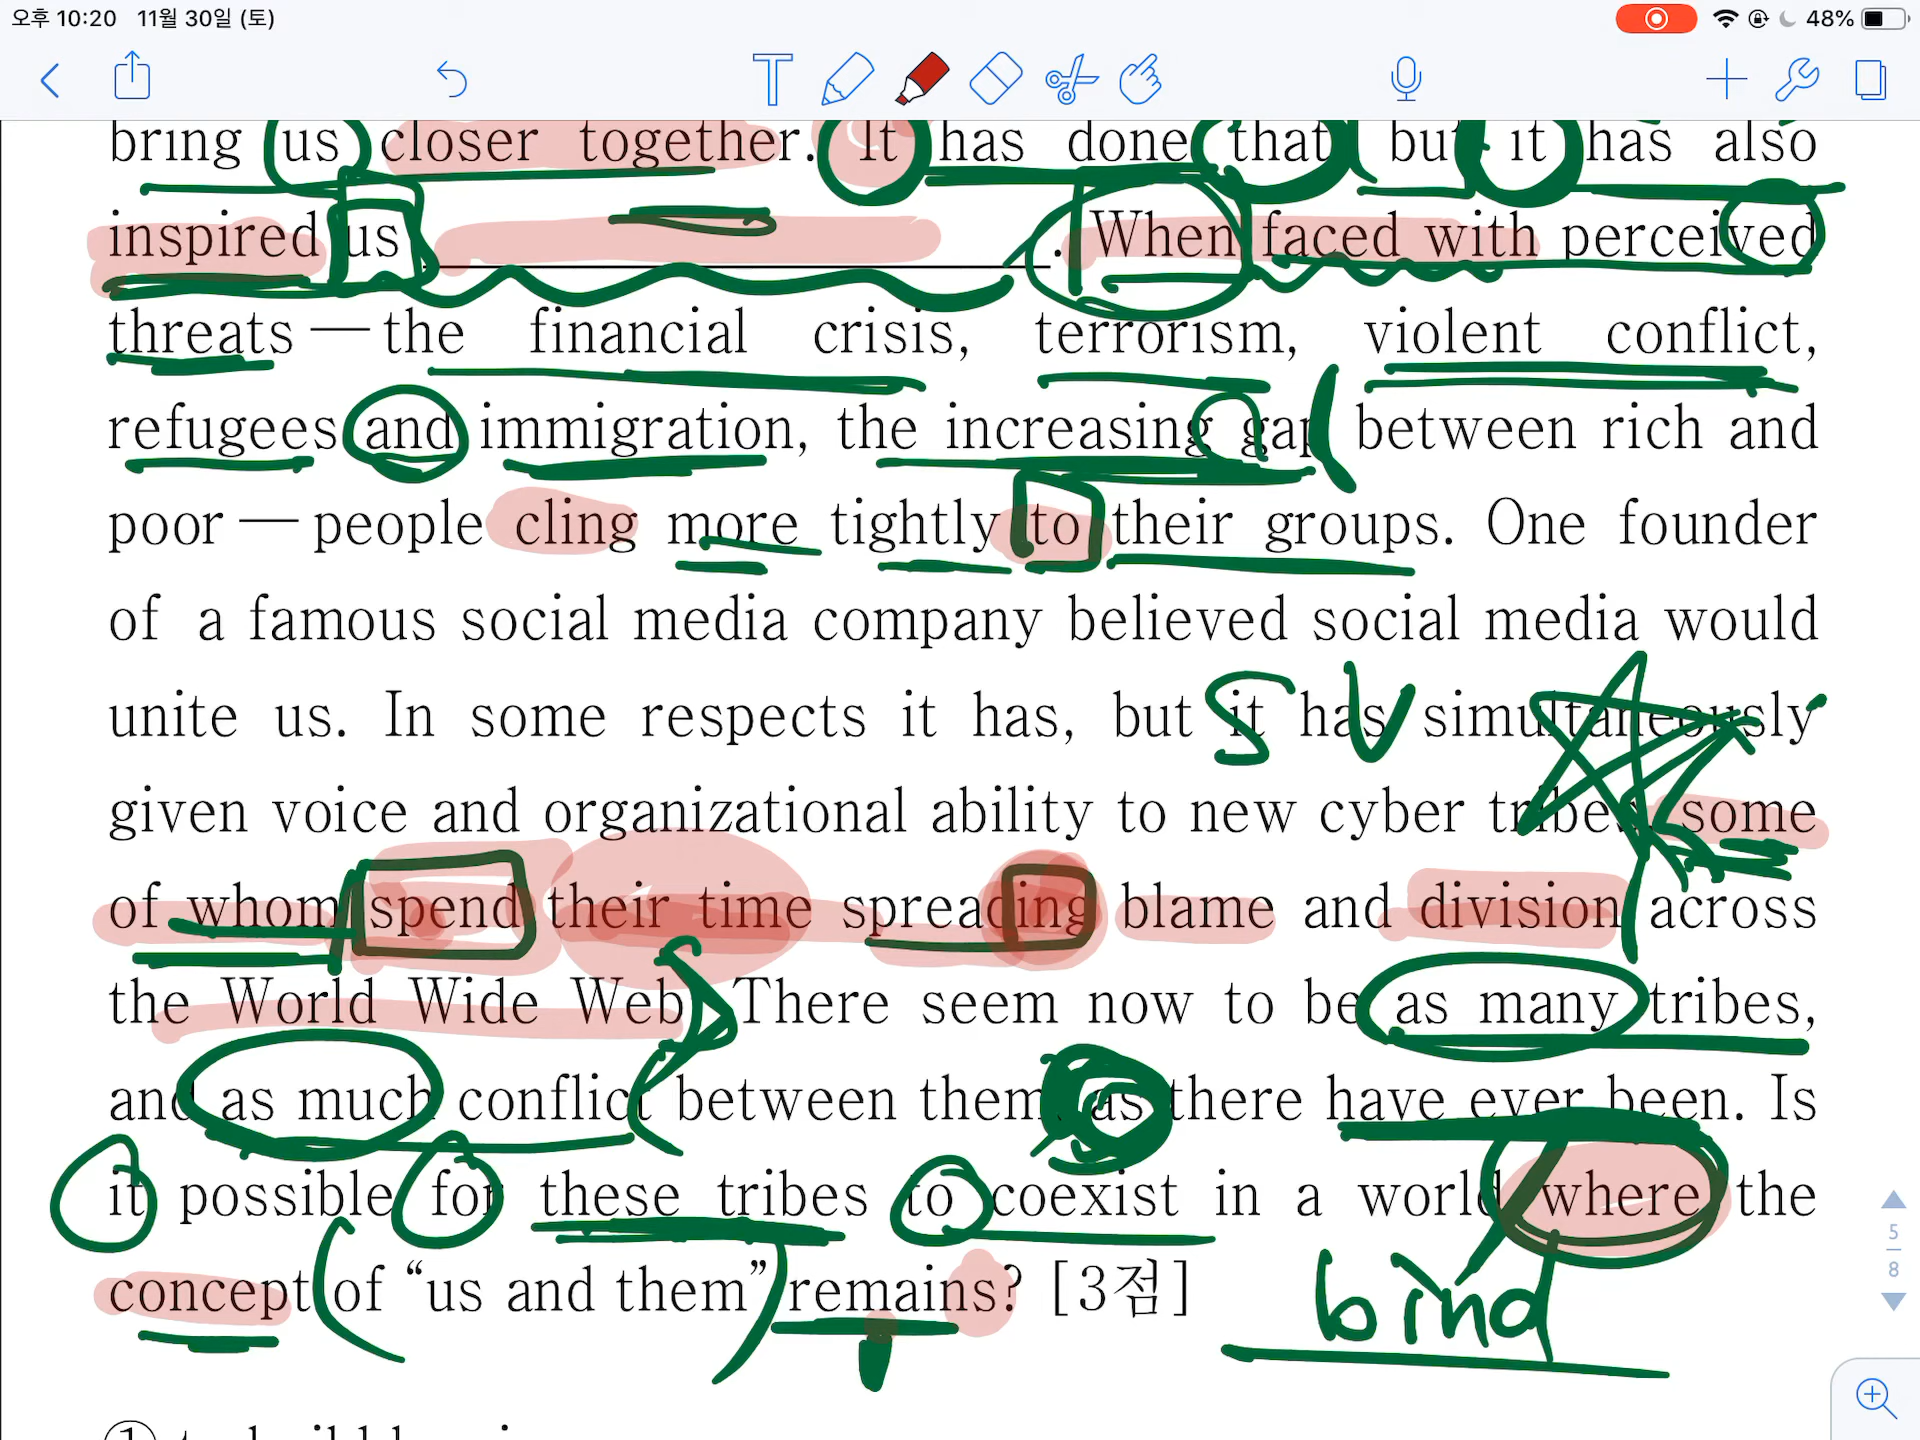 오후 10:20 11월 30일 (토) 48%
bring us closer together. It has done that but it has also
inspired us ____________. When faced with perceived
threats — the financial crisis, terrorism, violent conflict,
refugees and immigration, the increasing gap between rich and
poor — people cling more tightly to their groups. One founder
of a famous social media company believed social media would
unite us. In some respects it has, but it has simultaneously
S V
given voice and organizational ability to new cyber tribes, some
of whom spend their time spreading blame and division across
the World Wide Web. There seem now to be as many tribes,
and as much conflict between them as there have ever been. Is
it possible for these tribes to coexist in a world where the
concept of “us and them” remains? [3점]
bind
5
8